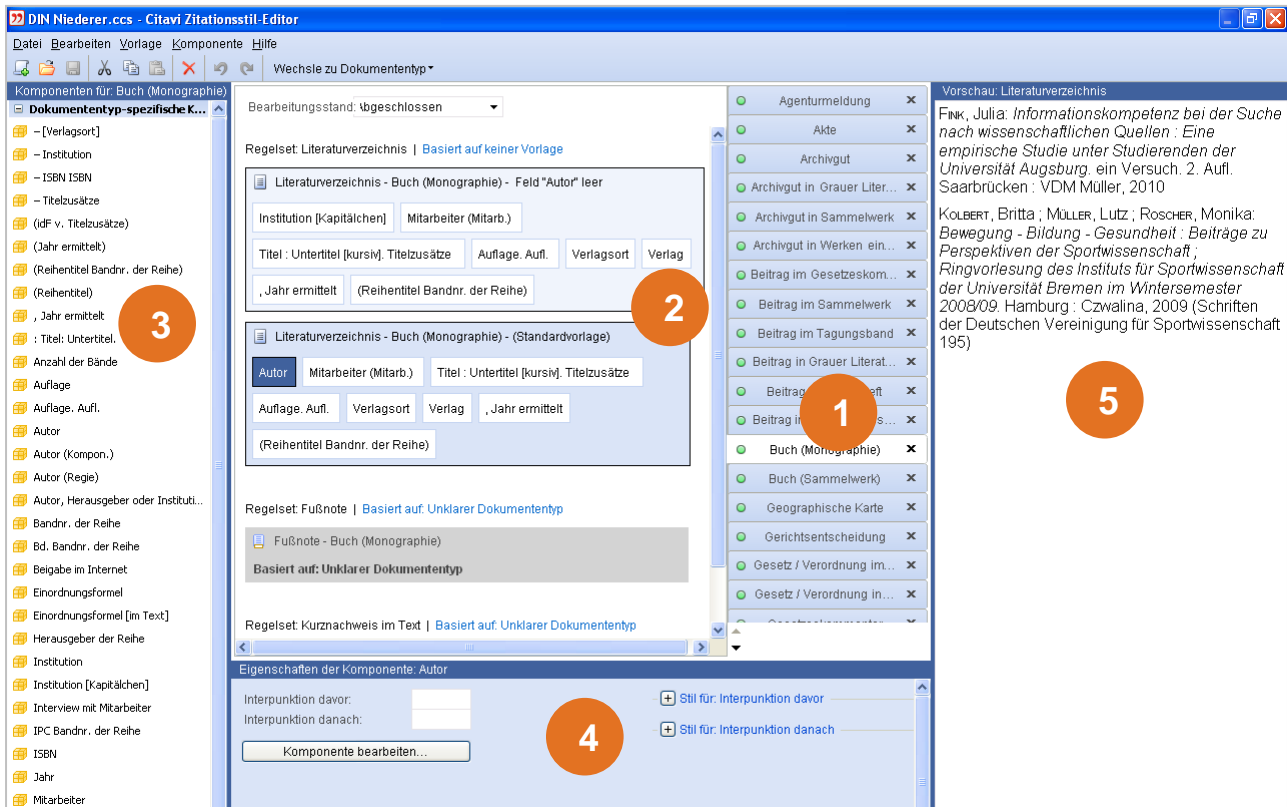 DIN Niederer.ccs - Citavi Zitationsstil-Editor
Datei Bearbeiten Vorlage Komponente Hilfe
Wechsle zu Dokumententyp
Komponenten für: Buch (Monographie)
Dokumententyp-spezifische K...
– [Verlagsort]
– Institution
– ISBN ISBN
– Titelzusätze
(idF v. Titelzusätze)
(Jahr ermittelt)
(Reihentitel Bandnr. der Reihe)
(Reihentitel)
, Jahr ermittelt
: Titel: Untertitel.
Anzahl der Bände
Auflage
Auflage. Aufl.
Autor
Autor (Kompon.)
Autor (Regie)
Autor, Herausgeber oder Instituti...
Bandnr. der Reihe
Bd. Bandnr. der Reihe
Beigabe im Internet
Einordnungsformel
Einordnungsformel [im Text]
Herausgeber der Reihe
Institution
Institution [Kapitälchen]
Interview mit Mitarbeiter
IPC Bandnr. der Reihe
ISBN
Jahr
Mitarbeiter
3
Bearbeitungsstand: Abgeschlossen
Regelset: Literaturverzeichnis | Basiert auf keiner Vorlage
Literaturverzeichnis - Buch (Monographie) - Feld "Autor" leer
Institution [Kapitälchen] Mitarbeiter (Mitarb.)
Titel : Untertitel [kursiv]. Titelzusätze Auflage. Aufl. Verlagsort Verlag
, Jahr ermittelt (Reihentitel Bandnr. der Reihe)
2
Literaturverzeichnis - Buch (Monographie) - (Standardvorlage)
Autor Mitarbeiter (Mitarb.) Titel : Untertitel [kursiv]. Titelzusätze
Auflage. Aufl. Verlagsort Verlag , Jahr ermittelt
(Reihentitel Bandnr. der Reihe)
Regelset: Fußnote | Basiert auf: Unklarer Dokumententyp
Fußnote - Buch (Monographie)
Basiert auf: Unklarer Dokumententyp
Regelset: Kurznachweis im Text | Basiert auf: Unklarer Dokumententyp
Agenturmeldung
Akte
Archivgut
Archivgut in Grauer Liter...
Archivgut in Sammelwerk
Archivgut in Werken ein...
Beitrag im Gesetzeskom...
Beitrag im Sammelwerk
Beitrag im Tagungsband
Beitrag in Grauer Literat...
Beitrag
Beitrag
1
Buch (Monographie)
Buch (Sammelwerk)
Geographische Karte
Gerichtsentscheidung
Gesetz / Verordnung im...
Gesetz / Verordnung in...
Eigenschaften der Komponente: Autor
Interpunktion davor:
Interpunktion danach:
Komponente bearbeiten...
4
Stil für: Interpunktion davor
Stil für: Interpunktion danach
Vorschau: Literaturverzeichnis
FINK, Julia: Informationskompetenz bei der Suche
nach wissenschaftlichen Quellen : Eine
empirische Studie unter Studierenden der
Universität Augsburg. ein Versuch. 2. Aufl.
Saarbrücken : VDM Müller, 2010
KOLBERT, Britta ; MÜLLER, Lutz ; ROSCHER, Monika:
Bewegung - Bildung - Gesundheit : Beiträge zu
Perspektiven der Sportwissenschaft ;
Ringvorlesung des Instituts für Sportwissenschaft
der Universität Bremen im Wintersemester
2008/09. Hamburg : Czwalina, 2009 (Schriften
der Deutschen Vereinigung für Sportwissenschaft
195)
5